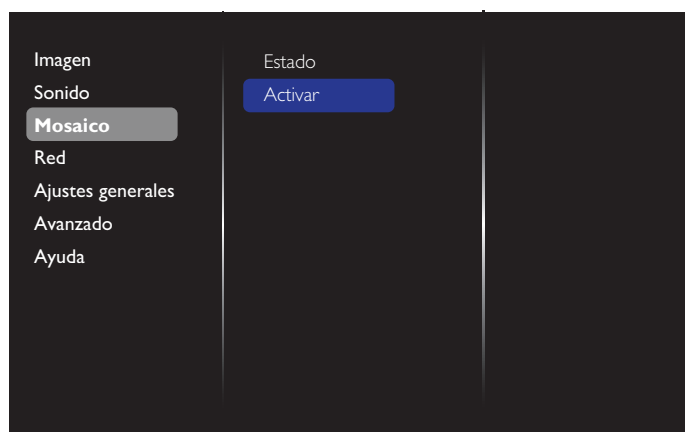 Imagen
Sonido
Mosaico
Red
Ajustes generales
Avanzado
Ayuda
Estado
Activar